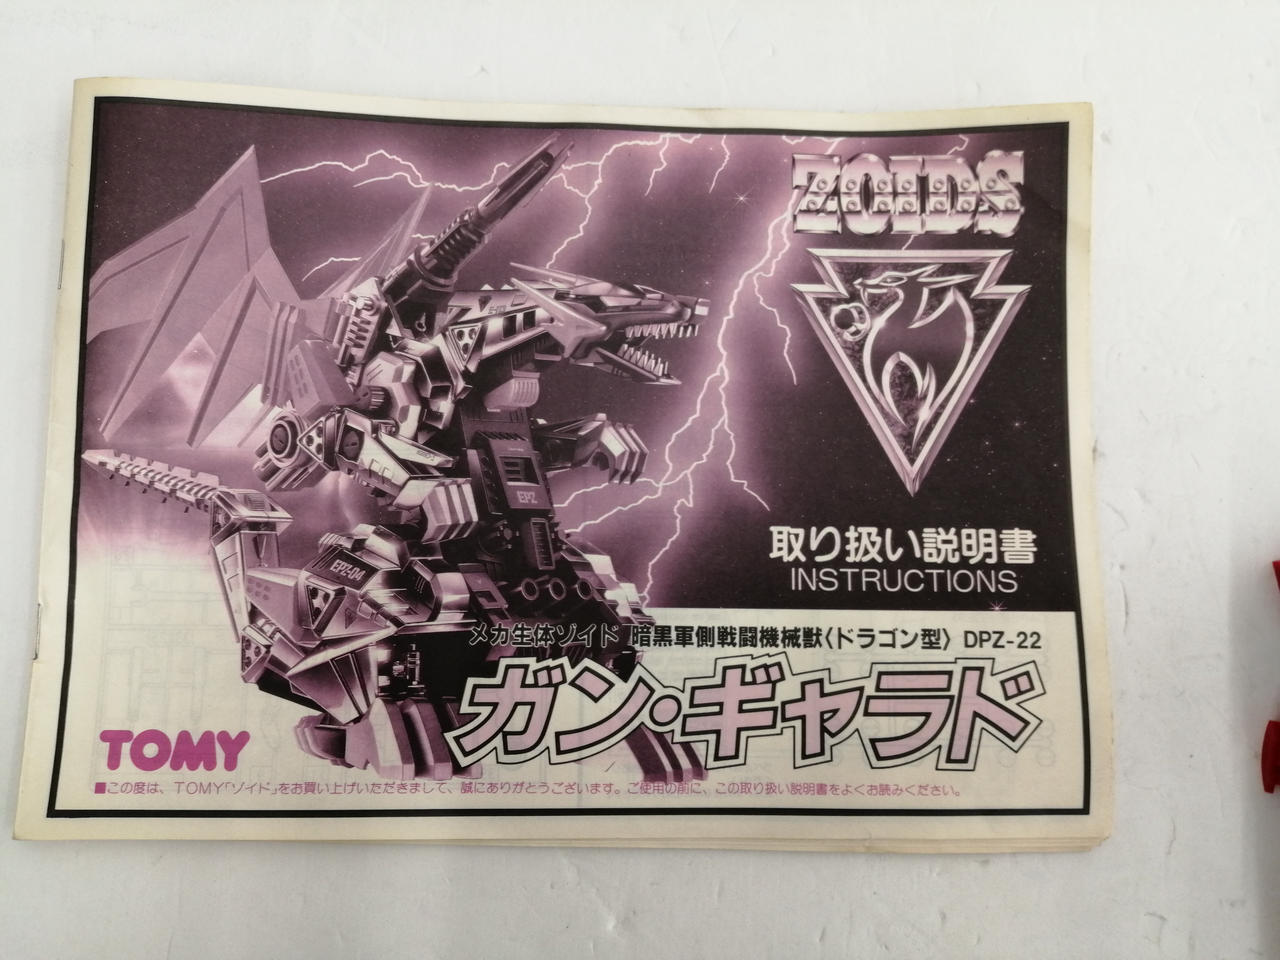 ZOIDS
取り扱い説明書
INSTRUCTIONS
EPZ
EPZ-04
メカ生体ゾイド 暗黒軍側戦闘機械獣〈ドラゴン型〉 DPZ-22
ガン・ギャラド
TOMY
■この度は、TOMY「ゾイド」をお買い上げいただきまして、誠にありがとうございます。ご使用の前に、この取り扱い説明書をよくお読みください。